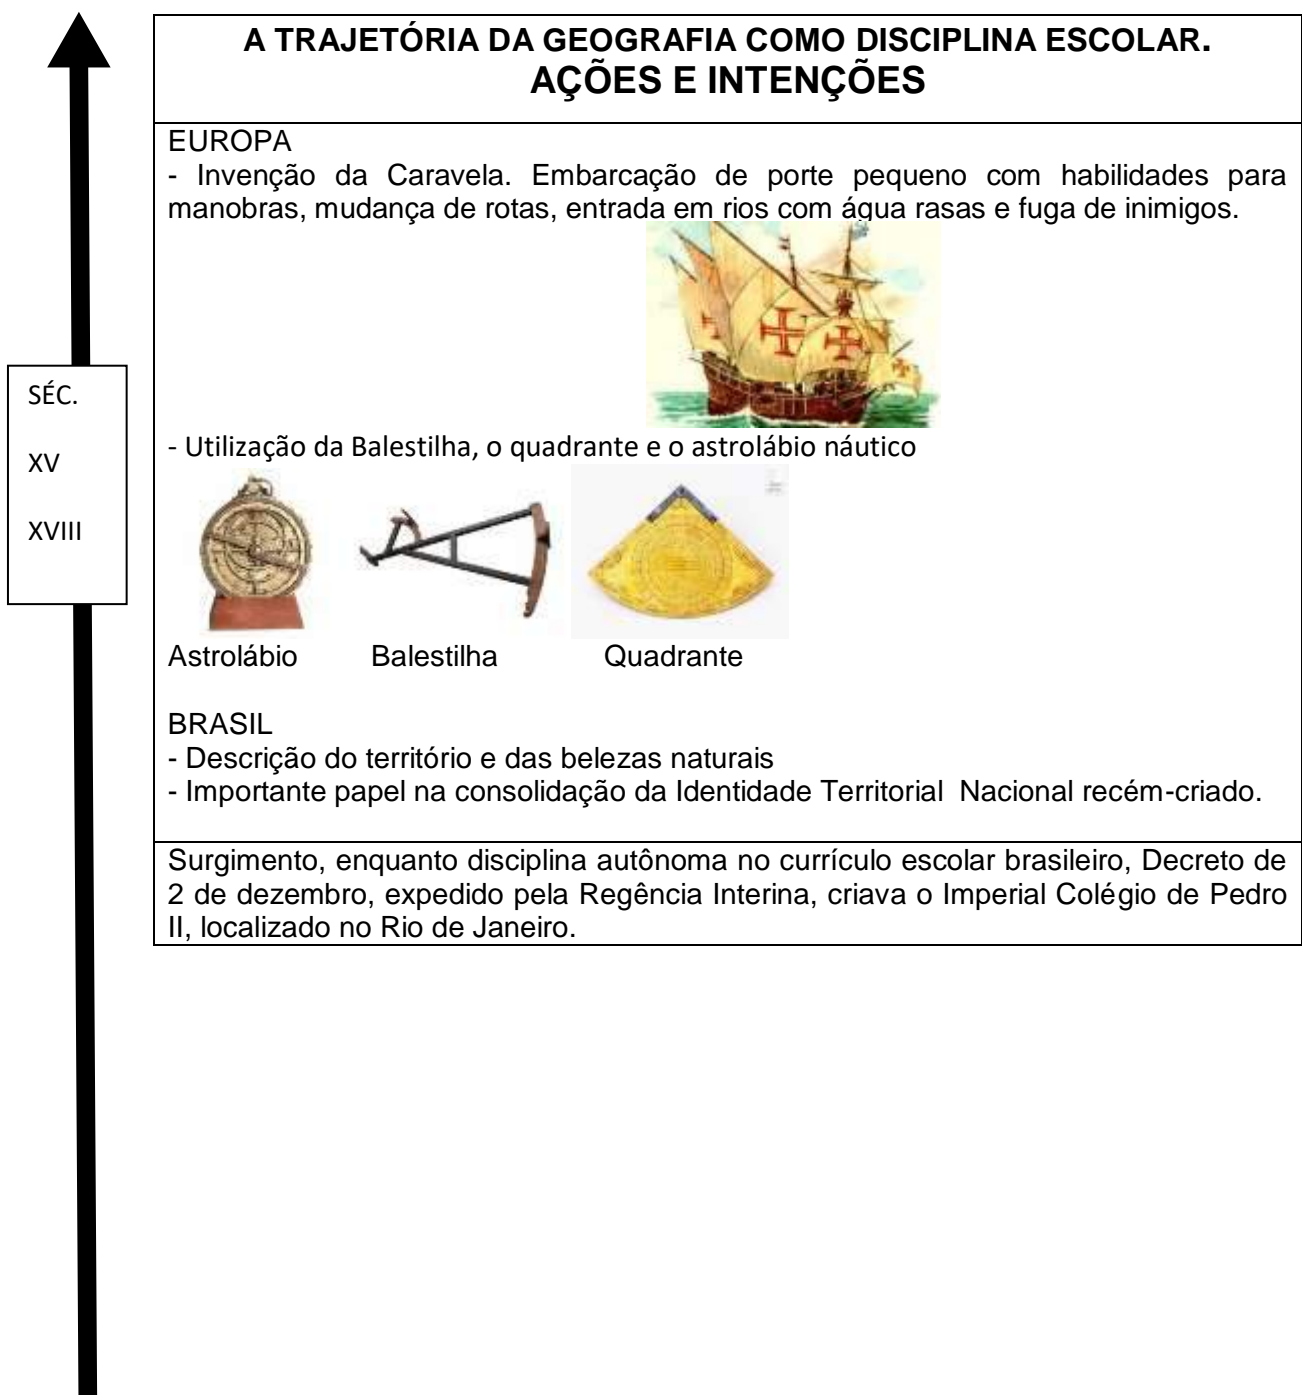 A TRAJETÓRIA DA GEOGRAFIA COMO DISCIPLINA ESCOLAR.
AÇÕES E INTENÇÕES
EUROPA
- Invenção da Caravela. Embarcação de porte pequeno com habilidades para
manobras, mudança de rotas, entrada em rios com água rasas e fuga de inimigos.
SÉC.
XV
XVIII
- Utilização da Balestilha, o quadrante e o astrolábio náutico
Astrolábio Balestilha Quadrante
BRASIL
- Descrição do território e das belezas naturais
- Importante papel na consolidação da Identidade Territorial Nacional recém-criado.
Surgimento, enquanto disciplina autônoma no currículo escolar brasileiro, Decreto de
2 de dezembro, expedido pela Regência Interina, criava o Imperial Colégio de Pedro
II, localizado no Rio de Janeiro.